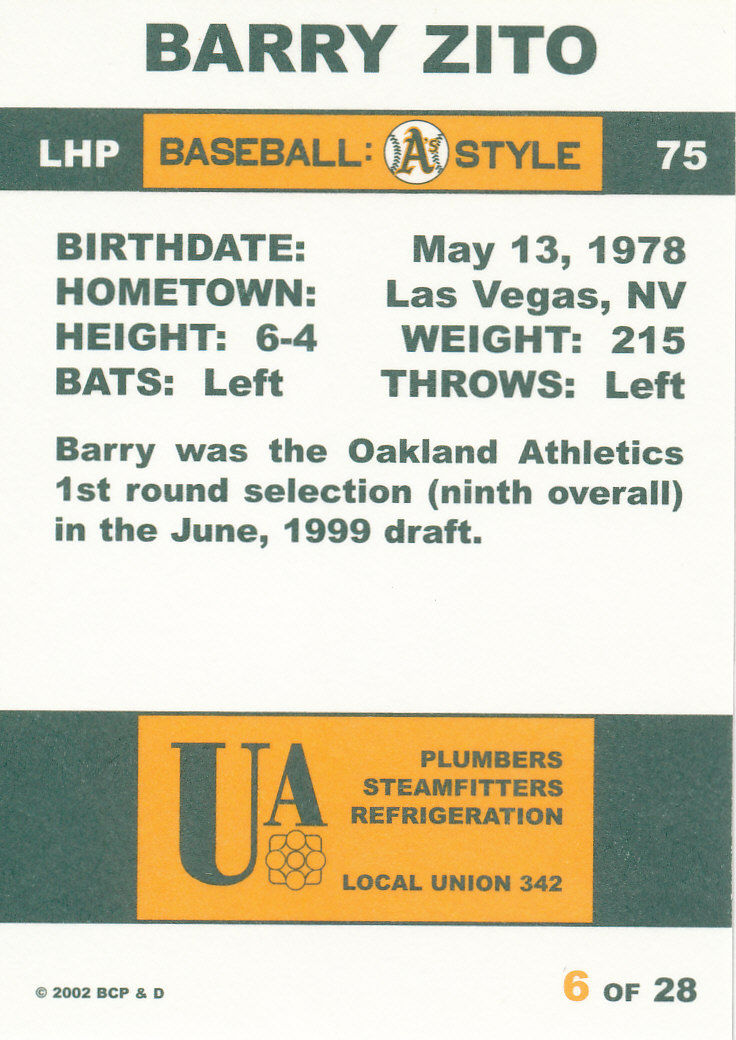 BARRY ZITO
LHP BASEBALL: A's STYLE 75
BIRTHDATE: May 13, 1978
HOMETOWN: Las Vegas, NV
HEIGHT: 6-4 WEIGHT: 215
BATS: Left THROWS: Left
Barry was the Oakland Athletics
1st round selection (ninth overall)
in the June, 1999 draft.
UA
PLUMBERS
STEAMFITTERS
REFRIGERATION
LOCAL UNION 342
© 2002 BCP & D
6 OF 28